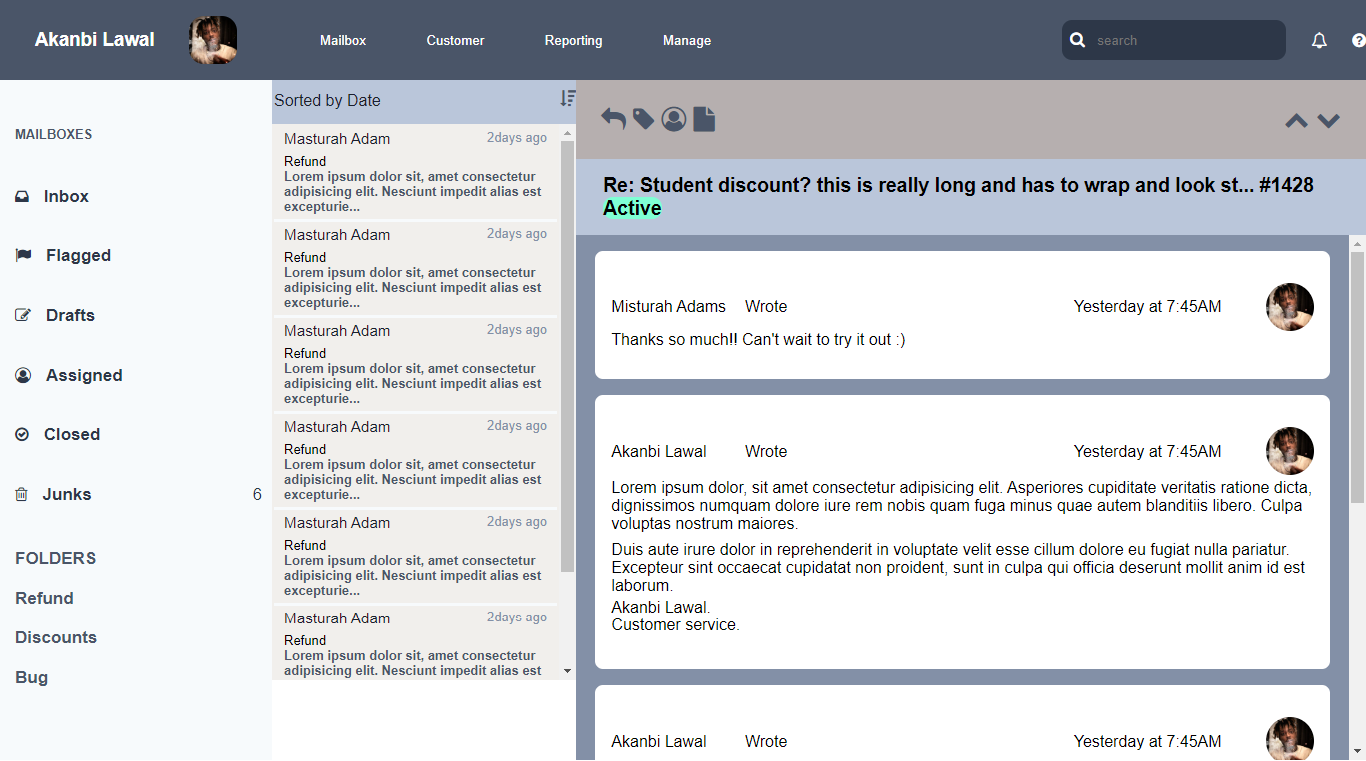 Akanbi Lawal
Mailbox
Customer
Reporting
Manage
search
MAILBOXES
Inbox
Flagged
Drafts
Assigned
Closed
Junks 6
FOLDERS
Refund
Discounts
Bug
Sorted by Date
Masturah Adam 2days ago
Refund
Lorem ipsum dolor sit, amet consectetur
adipisicing elit. Nesciunt impedit alias est
excepturie...
Masturah Adam 2days ago
Refund
Lorem ipsum dolor sit, amet consectetur
adipisicing elit. Nesciunt impedit alias est
excepturie...
Masturah Adam 2days ago
Refund
Lorem ipsum dolor sit, amet consectetur
adipisicing elit. Nesciunt impedit alias est
excepturie...
Masturah Adam 2days ago
Refund
Lorem ipsum dolor sit, amet consectetur
adipisicing elit. Nesciunt impedit alias est
excepturie...
Masturah Adam 2days ago
Refund
Lorem ipsum dolor sit, amet consectetur
adipisicing elit. Nesciunt impedit alias est
excepturie...
Masturah Adam 2days ago
Refund
Lorem ipsum dolor sit, amet consectetur
adipisicing elit. Nesciunt impedit alias est
Re: Student discount? this is really long and has to wrap and look st... #1428
Active
Misturah Adams Wrote Yesterday at 7:45AM
Thanks so much!! Can't wait to try it out :)
Akanbi Lawal Wrote Yesterday at 7:45AM
Lorem ipsum dolor, sit amet consectetur adipisicing elit. Asperiores cupiditate veritatis ratione dicta,
dignissimos numquam dolore iure rem nobis quam fuga minus quae autem blanditiis libero. Culpa
voluptas nostrum maiores.
Duis aute irure dolor in reprehenderit in voluptate velit esse cillum dolore eu fugiat nulla pariatur.
Excepteur sint occaecat cupidatat non proident, sunt in culpa qui officia deserunt mollit anim id est
laborum.
Akanbi Lawal.
Customer service.
Akanbi Lawal Wrote Yesterday at 7:45AM